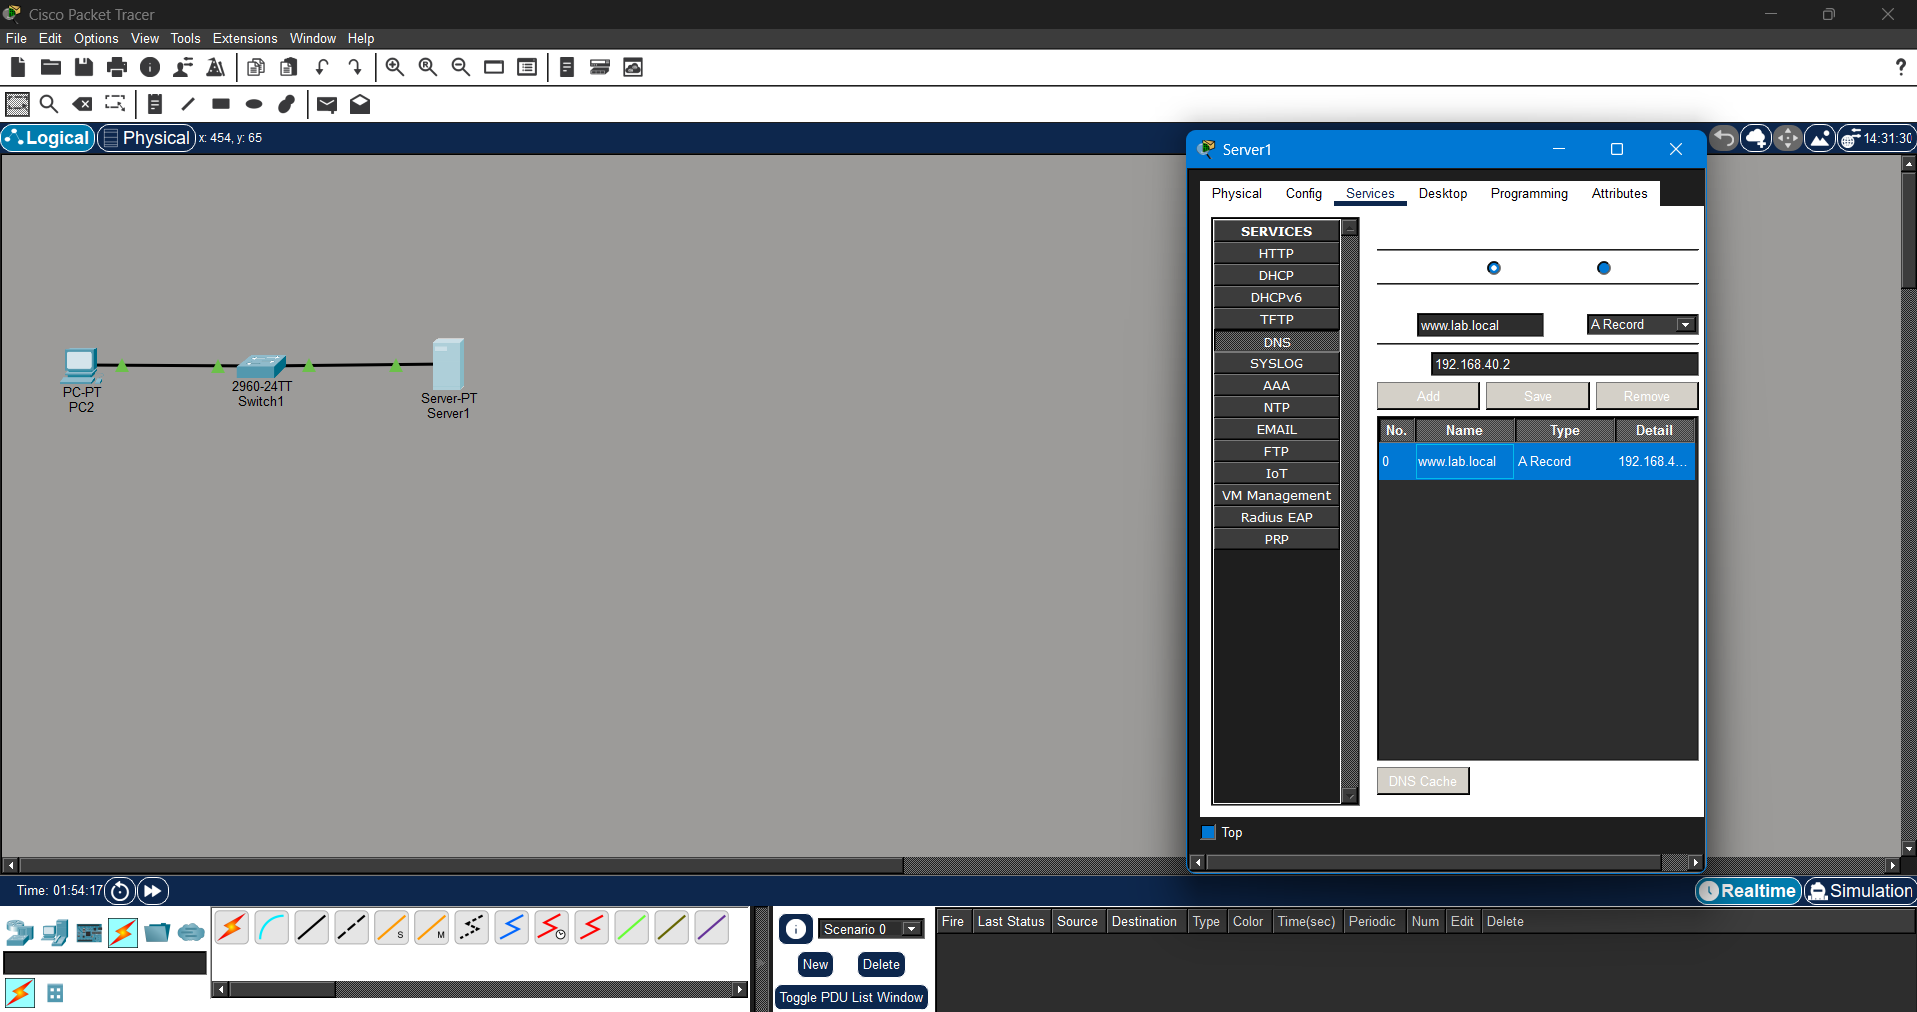 Cisco Packet Tracer
File Edit Options View Tools Extensions Window Help
?
Logical Physical x: 454, y: 65
14:31:30
PC-PT
PC2
2960-24TT
Switch1
Server-PT
Server1
Server1
Physical Config Services Desktop Programming Attributes
SERVICES
HTTP
DHCP
DHCPv6
TFTP
DNS
SYSLOG
AAA
NTP
EMAIL
FTP
IoT
VM Management
Radius EAP
PRP
www.lab.local A Record
192.168.40.2
Add Save Remove
No. Name Type Detail
0 www.lab.local A Record 192.168.4...
DNS Cache
Top
Time: 01:54:17
Realtime Simulation
S M
Scenario 0
New Delete
Toggle PDU List Window
Fire Last Status Source Destination Type Color Time(sec) Periodic Num Edit Delete